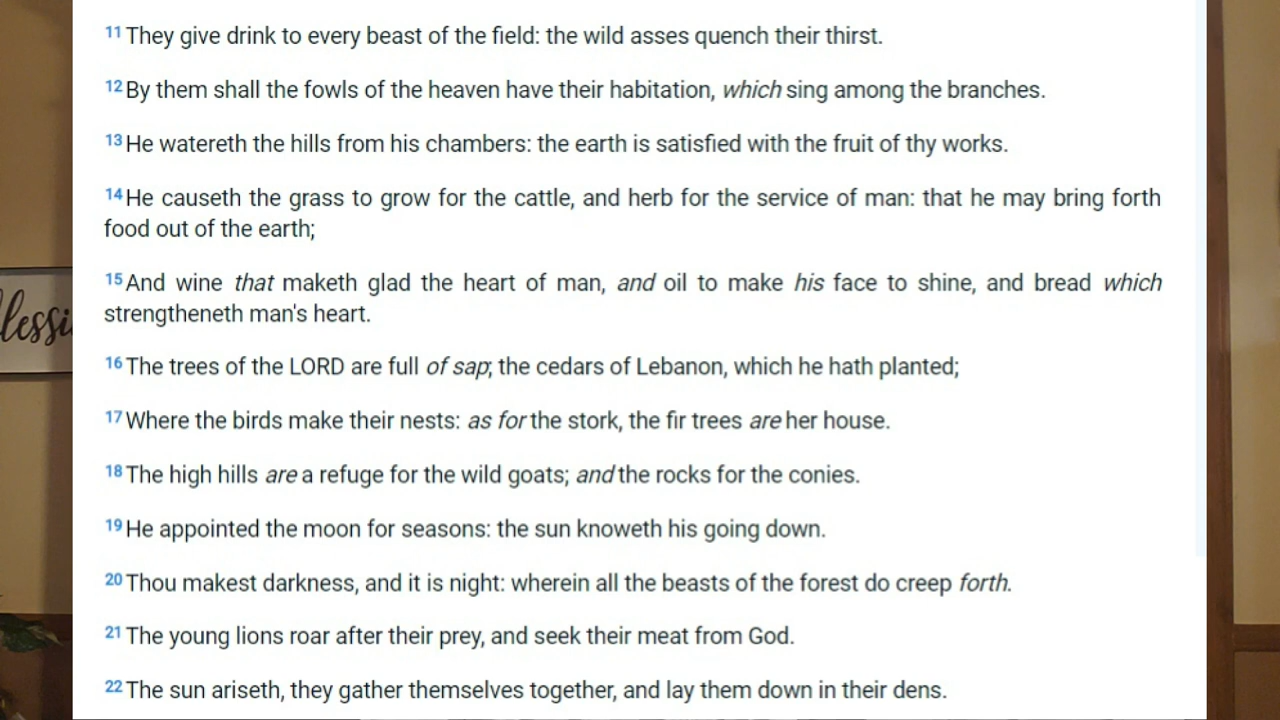 11 They give drink to every beast of the field: the wild asses quench their thirst.
12 By them shall the fowls of the heaven have their habitation, which sing among the branches.
13 He watereth the hills from his chambers: the earth is satisfied with the fruit of thy works.
14 He causeth the grass to grow for the cattle, and herb for the service of man: that he may bring forth
food out of the earth;
15 And wine that maketh glad the heart of man, and oil to make his face to shine, and bread which
strengtheneth man's heart.
16 The trees of the LORD are full of sap; the cedars of Lebanon, which he hath planted;
17 Where the birds make their nests: as for the stork, the fir trees are her house.
18 The high hills are a refuge for the wild goats; and the rocks for the conies.
19 He appointed the moon for seasons: the sun knoweth his going down.
20 Thou makest darkness, and it is night: wherein all the beasts of the forest do creep forth.
21 The young lions roar after their prey, and seek their meat from God.
22 The sun ariseth, they gather themselves together, and lay them down in their dens.